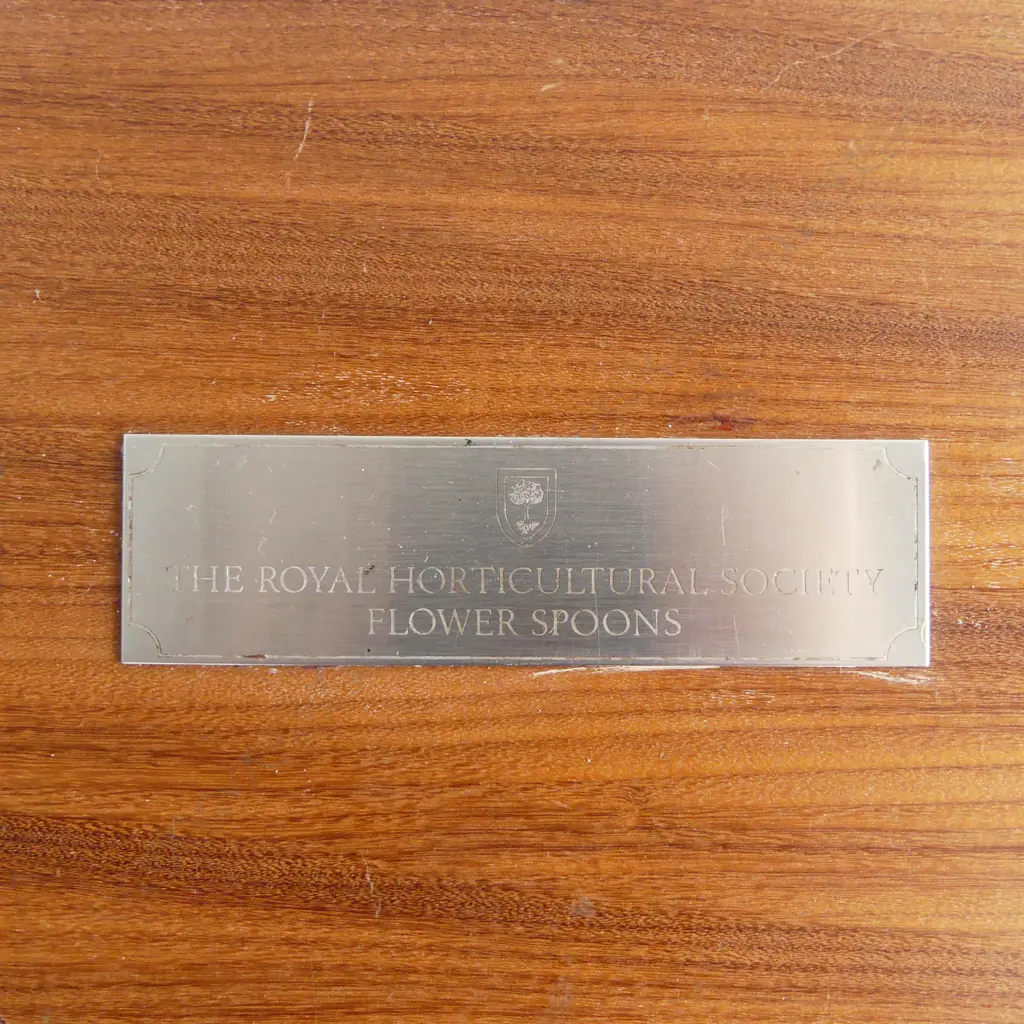 THE ROYAL HORTICULTURAL SOCIETY
FLOWER SPOONS